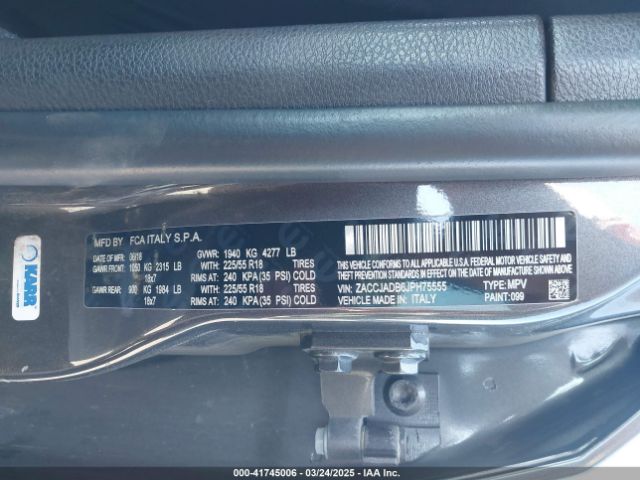 MFD BY FCA ITALY S.P.A.
DATE OF MFR 06/18 GVWR: 1940 KG 4277 LB
GAWR FRONT: 1050 KG 2315 LB WITH: 225/55 R18 TIRES
18x7 RIMS AT: 240 KPA(35 PSI) COLD
GAWR REAR: 900 KG 1984 LB WITH: 225/55 R18 TIRES
18x7 RIMS AT: 240 KPA(35 PSI) COLD
THIS VEHICLE CONFORMS TO ALL
APPLICABLE U.S.A. FEDERAL MOTOR VEHICLE SAFETY,
BUMPER, AND THEFT PREVENTION STANDARDS IN EFFECT
ON THE DATE OF MANUFACTURE SHOWN ABOVE.
VIN: ZACCJADB6JPH75555 TYPE: MPV
VEHICLE MADE IN: ITALY PAINT: 099
KARR
000-41745006 - 03/24/2025 - IAA Inc.